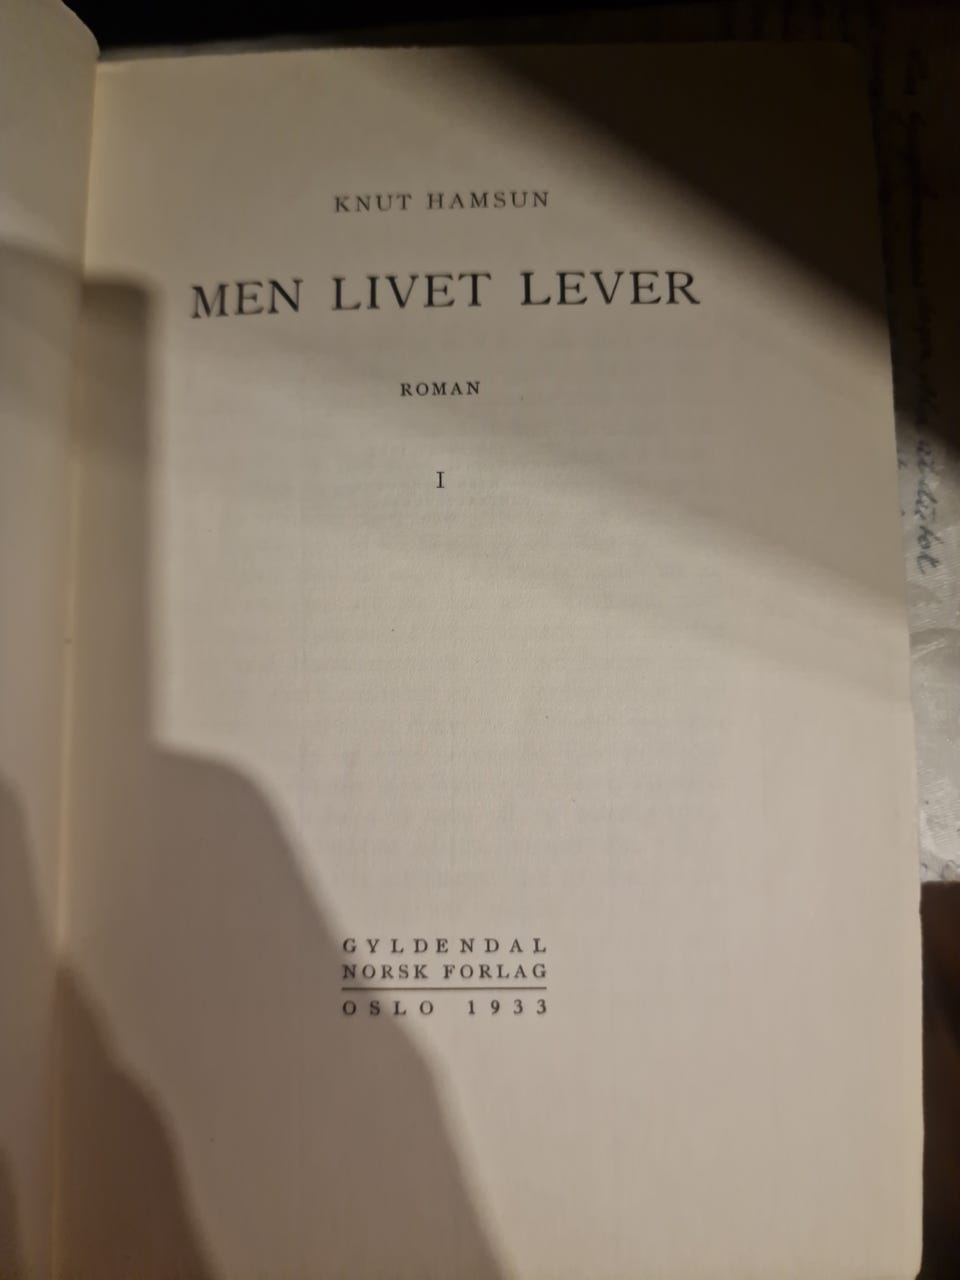 KNUT HAMSUN
MEN LIVET LEVER
ROMAN
I
GYLDENDAL
NORSK FORLAG
OSLO 1933